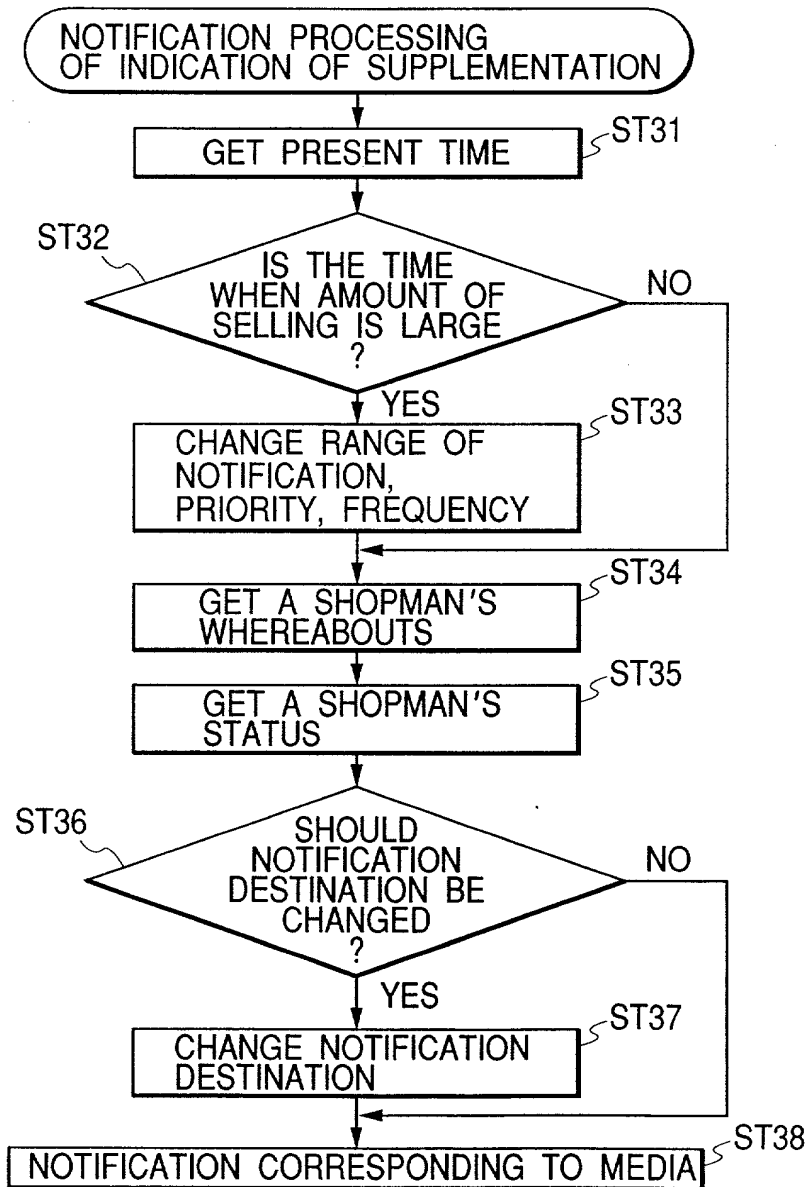 NOTIFICATION PROCESSING
OF INDICATION OF SUPPLEMENTATION
GET PRESENT TIME
ST31
ST32
IS THE TIME
WHEN AMOUNT OF
SELLING IS LARGE
?
NO
YES
CHANGE RANGE OF
NOTIFICATION,
PRIORITY, FREQUENCY
ST33
GET A SHOPMAN'S
WHEREABOUTS
ST34
GET A SHOPMAN'S
STATUS
ST35
ST36
SHOULD
NOTIFICATION
DESTINATION BE
CHANGED
?
NO
YES
CHANGE NOTIFICATION
DESTINATION
ST37
NOTIFICATION CORRESPONDING TO MEDIA
ST38